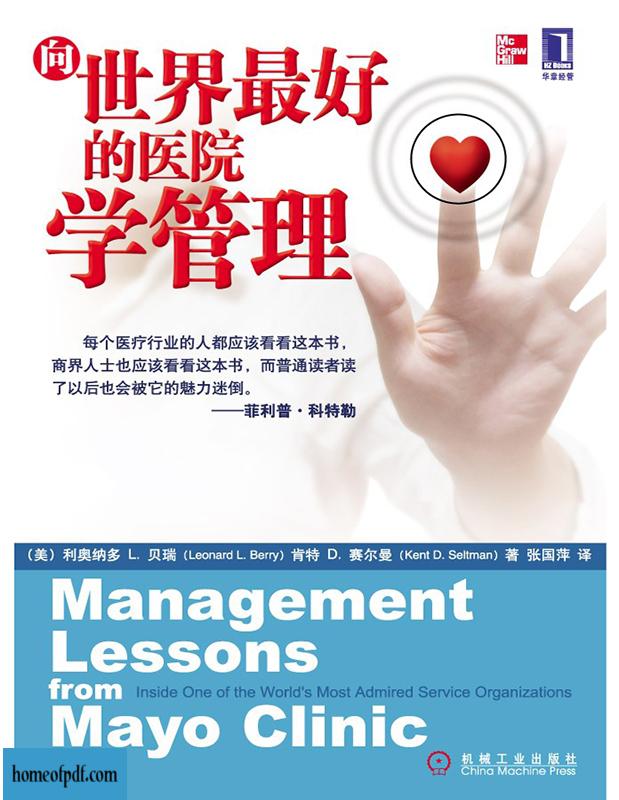 向
世界最好
的医院
学管理
Mc
Graw
Hill
HZ Books
华章经管
每个医疗行业的人都应该看看这本书，
商界人士也应该看看这本书，而普通读者读
了以后也会被它的魅力迷倒。
——菲利普·科特勒
（美）利奥纳多 L. 贝瑞（Leonard L. Berry）肯特 D. 赛尔曼（Kent D. Seltman）著 张国萍 译
Management
Lessons
from Inside One of the World's Most Admired Service Organizations
Mayo Clinic
机械工业出版社
China Machine Press
homeofpdf.com